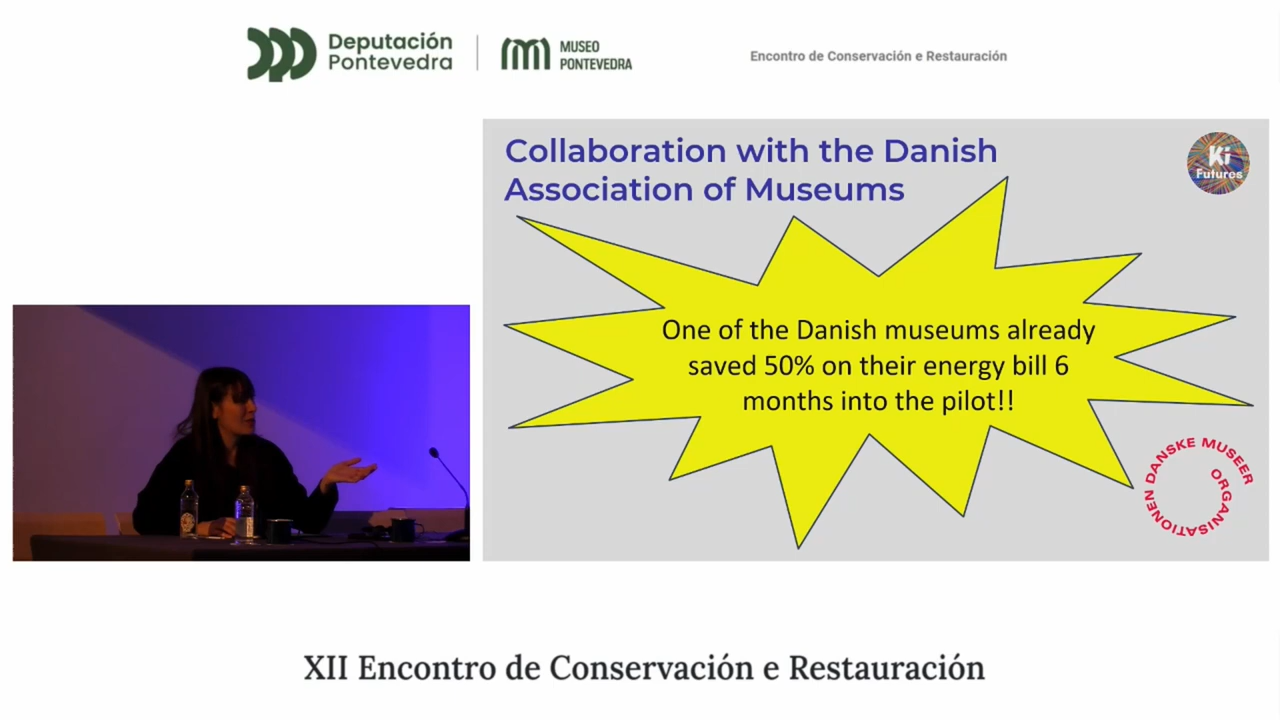 Deputación
Pontevedra
MUSEO
PONTEVEDRA
Encontro de Conservación e Restauración
Collaboration with the Danish
Association of Museums
Ki
Futures
One of the Danish museums already
saved 50% on their energy bill 6
months into the pilot!!
ORGANISATIONEN DANSKE MUSEER
XII Encontro de Conservación e Restauración